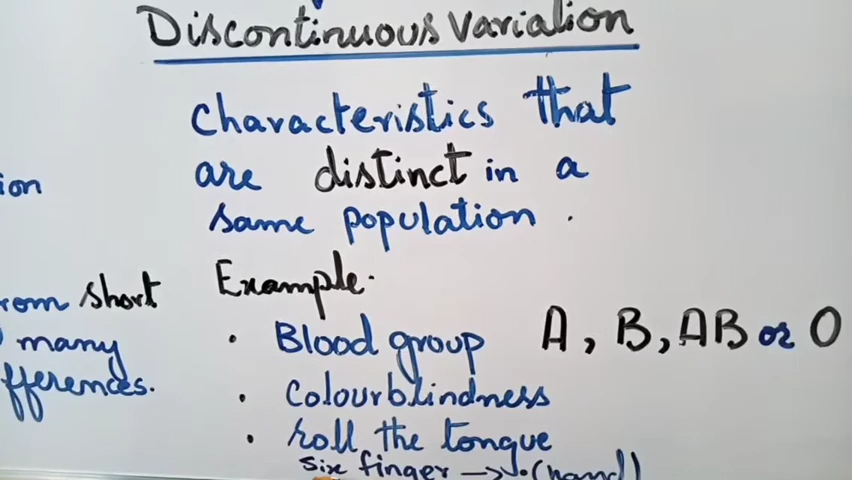 Discontinuous Variation
characteristics that
are distinct in a
same population.
Example.
• Blood group A, B, AB or O
• Colourblindness
• roll the tongue
six finger → • (hand)
ion
rom short
many
fferences.